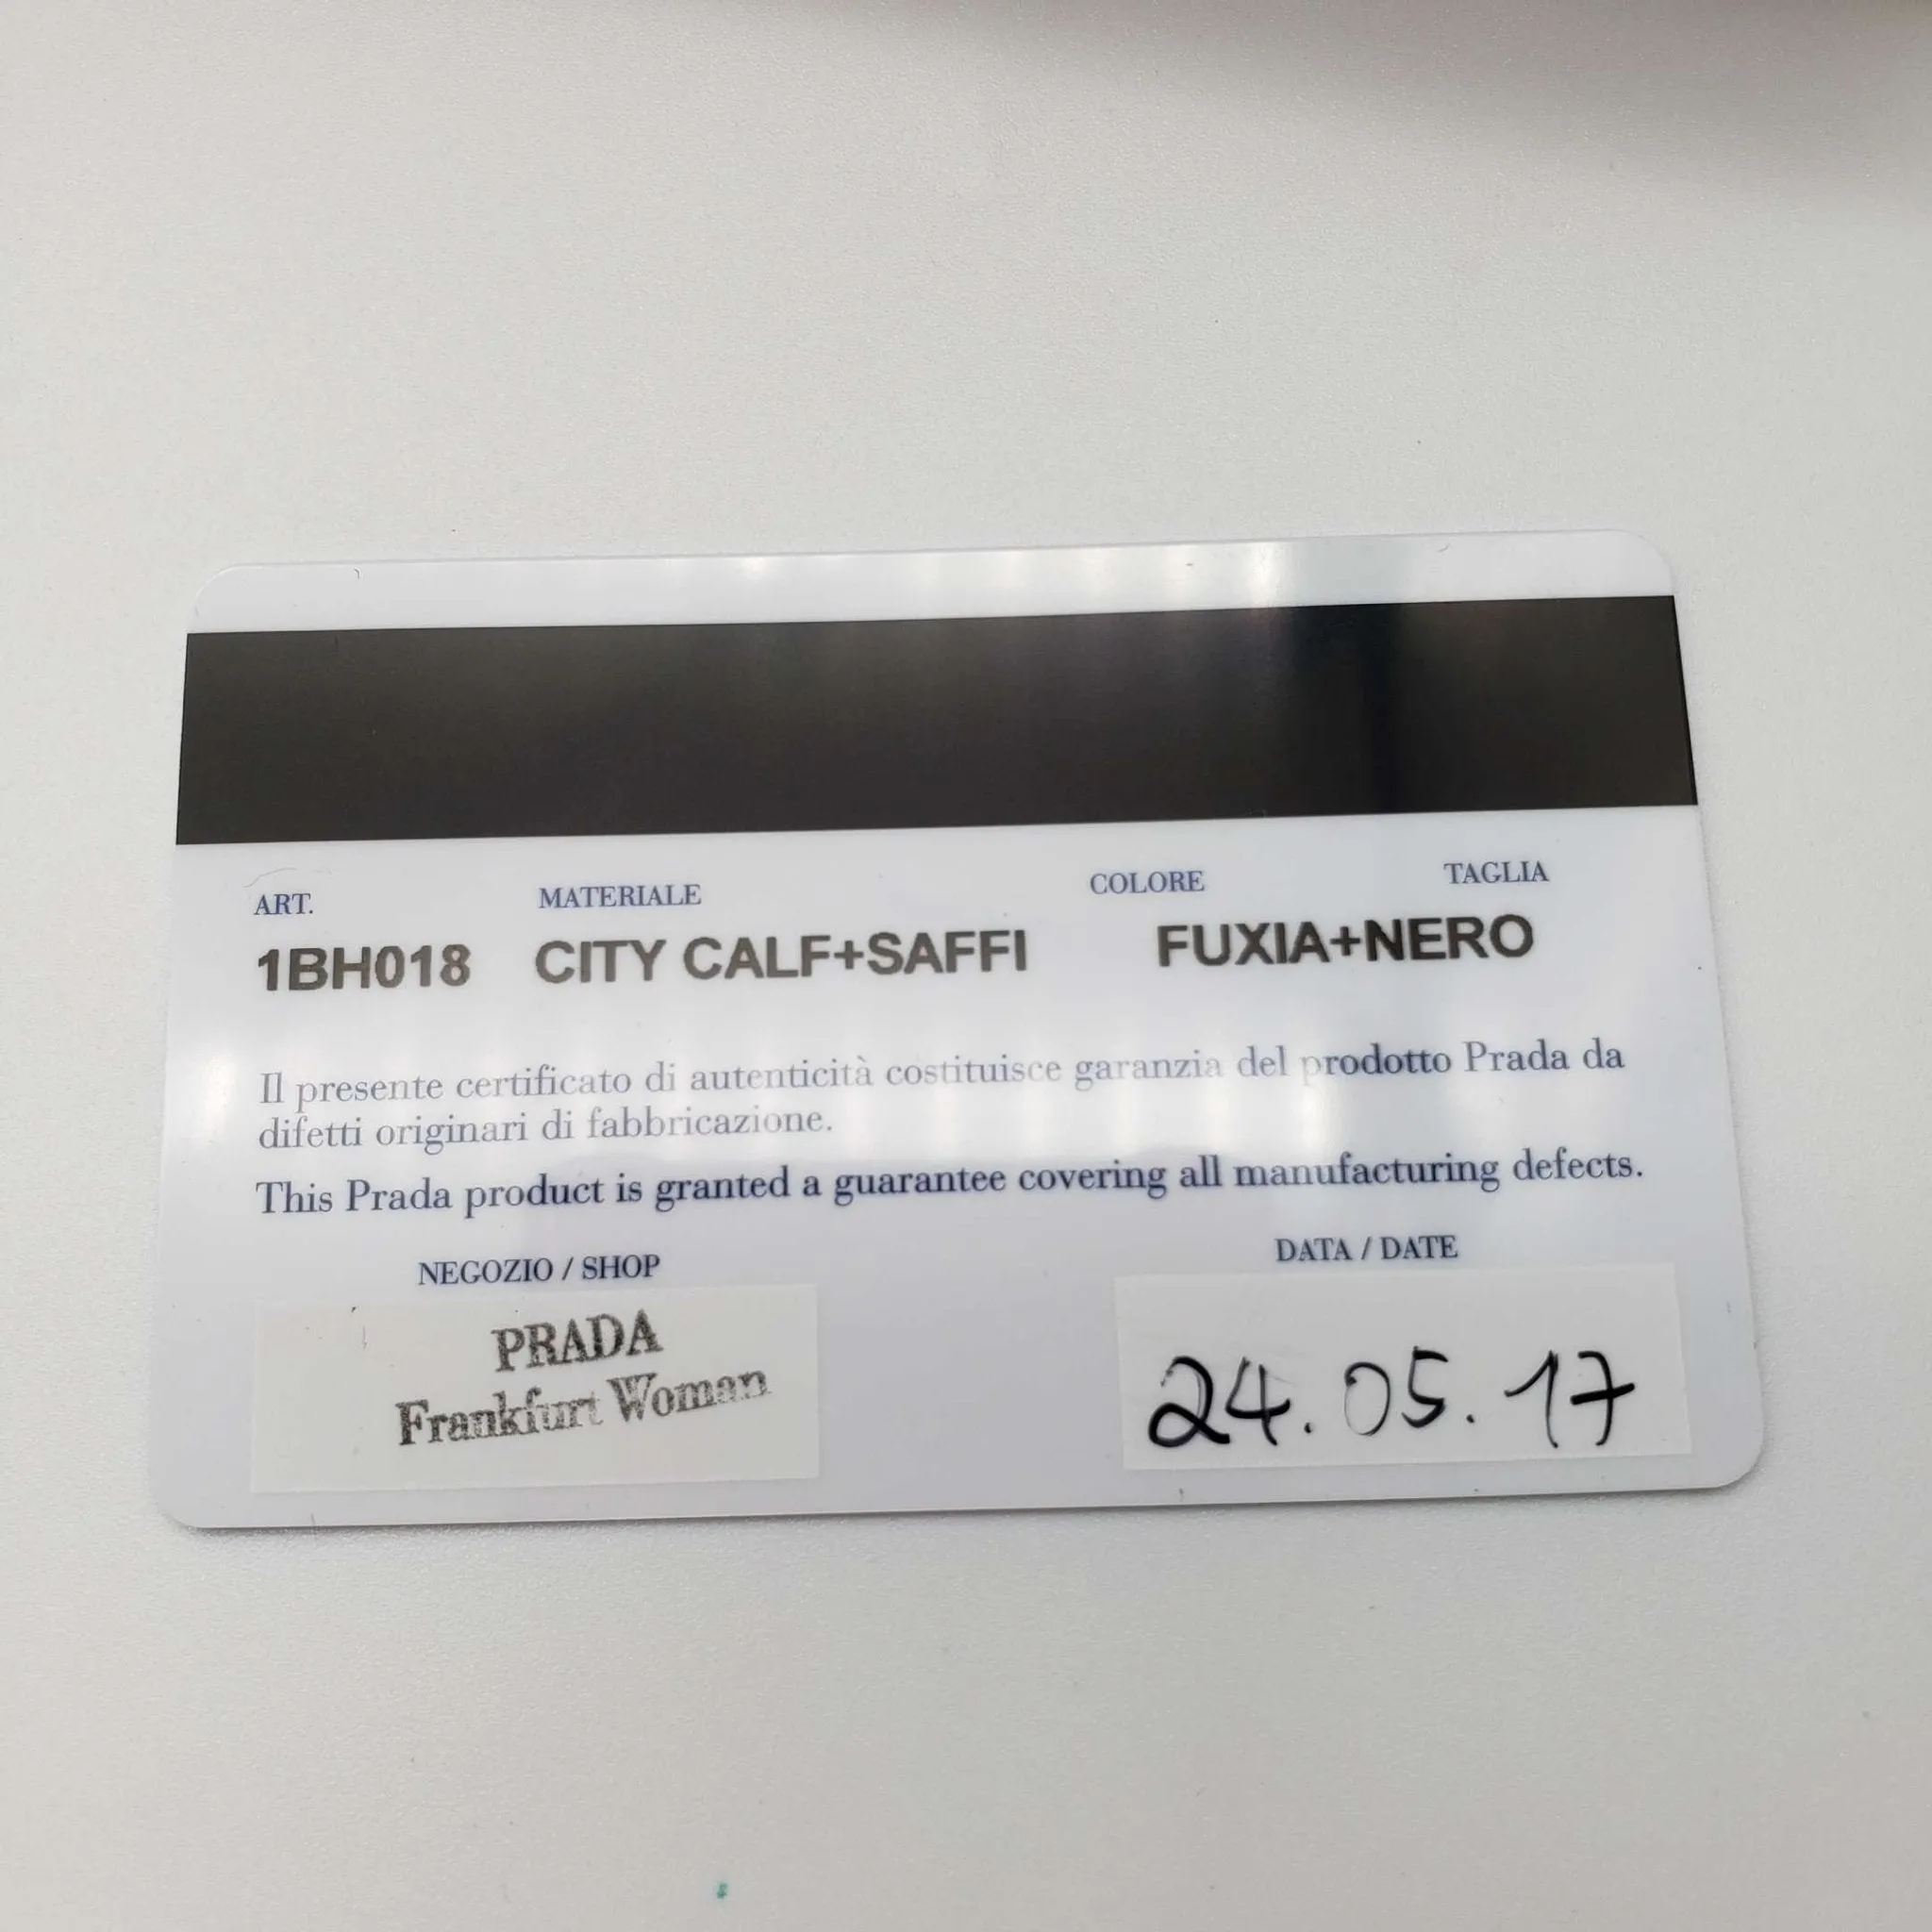 ART. MATERIALE COLORE TAGLIA
1BH018 CITY CALF+SAFFI FUXIA+NERO
Il presente certificato di autenticità costituisce garanzia del prodotto Prada da
difetti originari di fabbricazione.
This Prada product is granted a guarantee covering all manufacturing defects.
NEGOZIO / SHOP DATA / DATE
PRADA
Frankfurt Woman
24.05.17